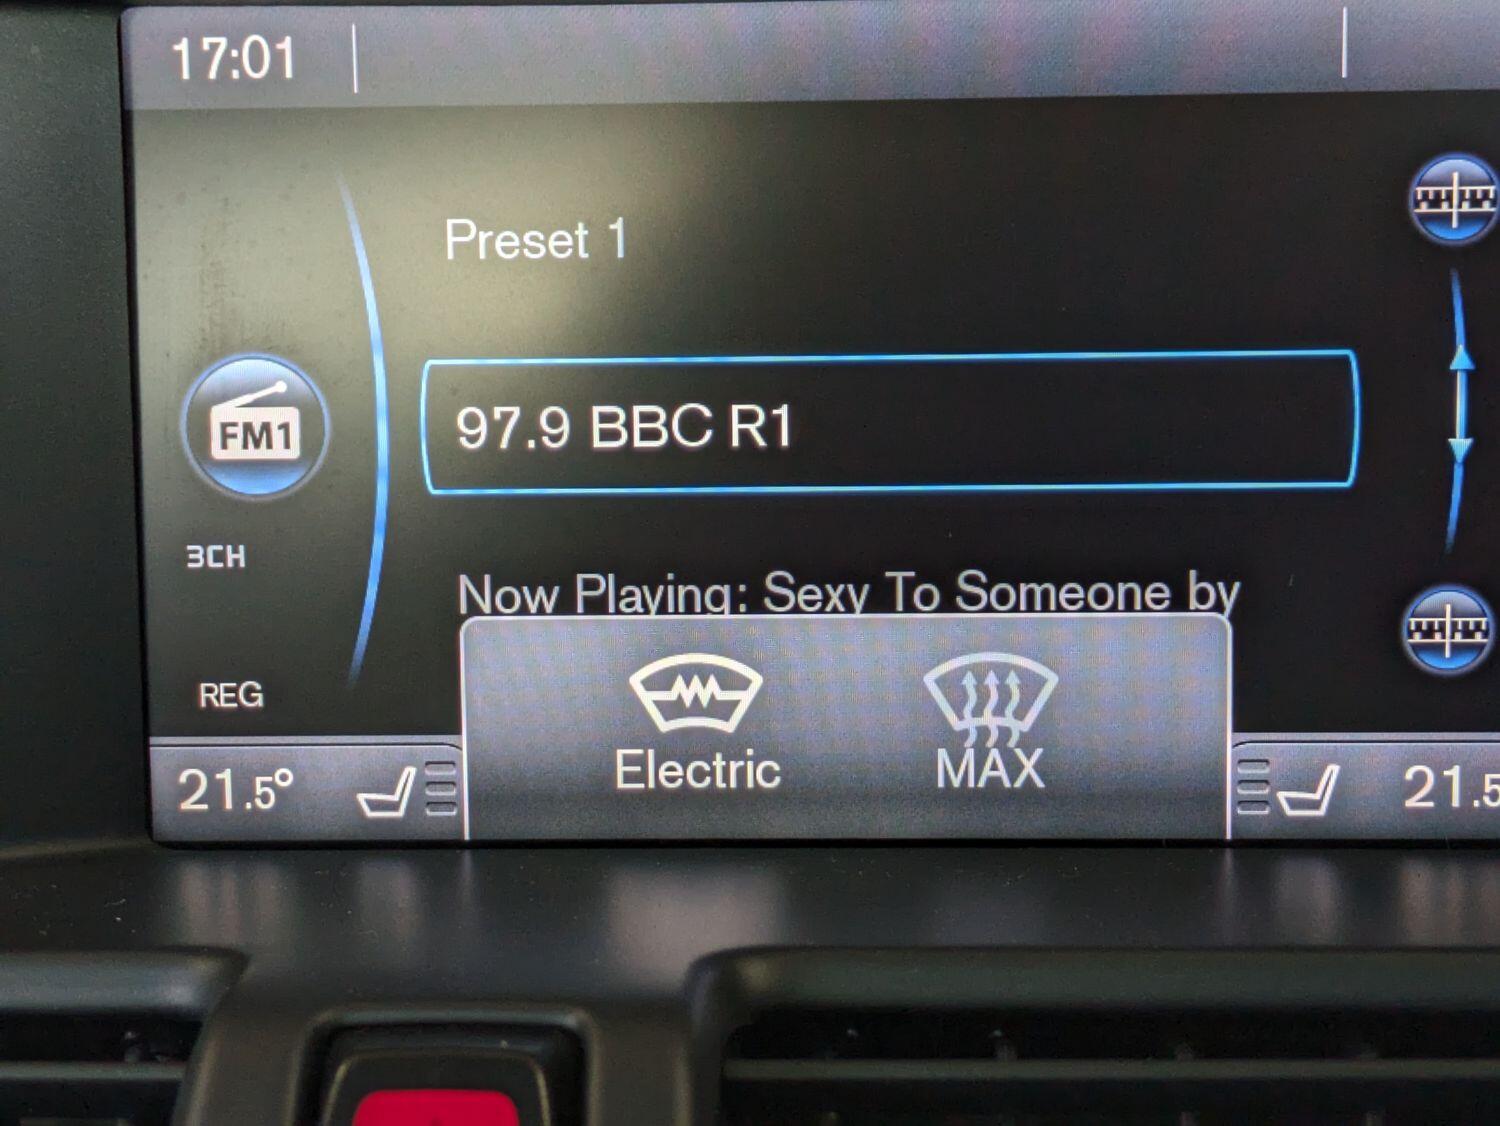 17:01
Preset 1
FM1
97.9 BBC R1
3CH
Now Playing: Sexy To Someone by
REG
Electric
MAX
21.5°
21.5